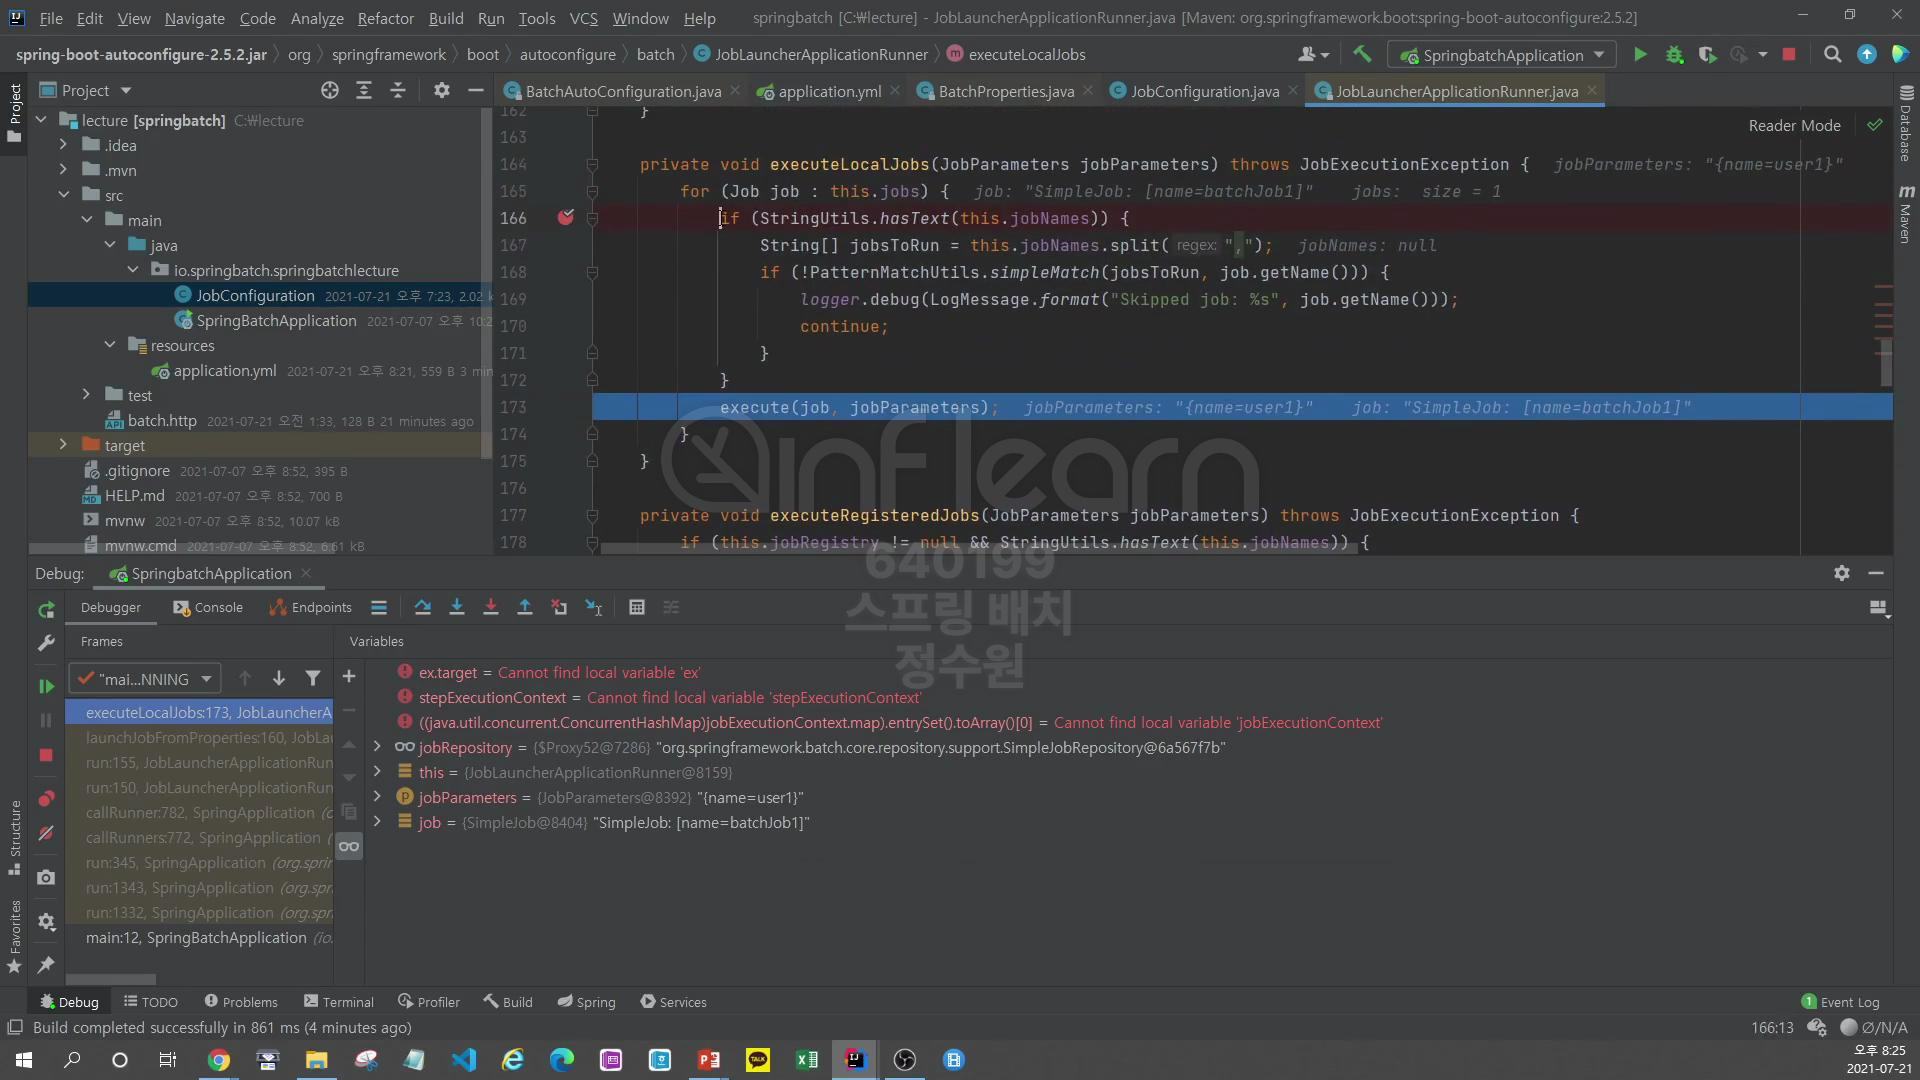 File Edit View Navigate Code Analyze Refactor Build Run Tools VCS Window Help springbatch [C:₩lecture] - JobLauncherApplicationRunner.java [Maven: org.springframework.boot:spring-boot-autoconfigure:2.5.2]
spring-boot-autoconfigure-2.5.2.jar org springframework boot autoconfigure batch JobLauncherApplicationRunner executeLocalJobs SpringbatchApplication
Project
BatchAutoConfiguration.java application.yml BatchProperties.java JobConfiguration.java JobLauncherApplicationRunner.java
Reader Mode
Project
Structure
Favorites
Database
Maven
lecture [springbatch] C:₩lecture
.idea
.mvn
src
main
java
io.springbatch.springbatchlecture
JobConfiguration 2021-07-21 오후 7:23, 2.02 k
SpringBatchApplication 2021-07-07 오후 10:2
resources
application.yml 2021-07-21 오후 8:21, 559 B 3 min
test
batch.http 2021-07-21 오전 1:33, 128 B 21 minutes ago
target
.gitignore 2021-07-07 오후 8:52, 395 B
HELP.md 2021-07-07 오후 8:52, 700 B
mvnw 2021-07-07 오후 8:52, 10.07 kB
mvnw.cmd 2021-07-07 오후 8:52, 6.61 kB
162 }
163
164 private void executeLocalJobs(JobParameters jobParameters) throws JobExecutionException { jobParameters: "{name=user1}"
165 for (Job job : this.jobs) { job: "SimpleJob: [name=batchJob1]" jobs: size = 1
166 if (StringUtils.hasText(this.jobNames)) {
167 String[] jobsToRun = this.jobNames.split( regex: ","); jobNames: null
168 if (!PatternMatchUtils.simpleMatch(jobsToRun, job.getName())) {
169 logger.debug(LogMessage.format("Skipped job: %s", job.getName()));
170 continue;
171 }
172 }
173 execute(job, jobParameters); jobParameters: "{name=user1}" job: "SimpleJob: [name=batchJob1]"
174 }
175 }
176
177 private void executeRegisteredJobs(JobParameters jobParameters) throws JobExecutionException {
178 if (this.jobRegistry != null && StringUtils.hasText(this.jobNames)) {
inflearn
640199
스프링 배치
정수원
Debug: SpringbatchApplication
Debugger Console Endpoints
Frames
Variables
"mai...NNING
executeLocalJobs:173, JobLauncherA
launchJobFromProperties:160, JobLau
run:155, JobLauncherApplicationRun
run:150, JobLauncherApplicationRun
callRunner:782, SpringApplication (o
callRunners:772, SpringApplication (
run:345, SpringApplication (org.sprin
run:1343, SpringApplication (org.spr
run:1332, SpringApplication (org.spr
main:12, SpringBatchApplication (io.
ex.target = Cannot find local variable 'ex'
stepExecutionContext = Cannot find local variable 'stepExecutionContext'
((java.util.concurrent.ConcurrentHashMap)jobExecutionContext.map).entrySet().toArray()[0] = Cannot find local variable 'jobExecutionContext'
jobRepository = {$Proxy52@7286} "org.springframework.batch.core.repository.support.SimpleJobRepository@6a567f7b"
this = {JobLauncherApplicationRunner@8159}
jobParameters = {JobParameters@8392} "{name=user1}"
job = {SimpleJob@8404} "SimpleJob: [name=batchJob1]"
Debug TODO Problems Terminal Profiler Build Spring Services 1 Event Log
Build completed successfully in 861 ms (4 minutes ago) 166:13 ∅/N/A
오후 8:25
2021-07-21